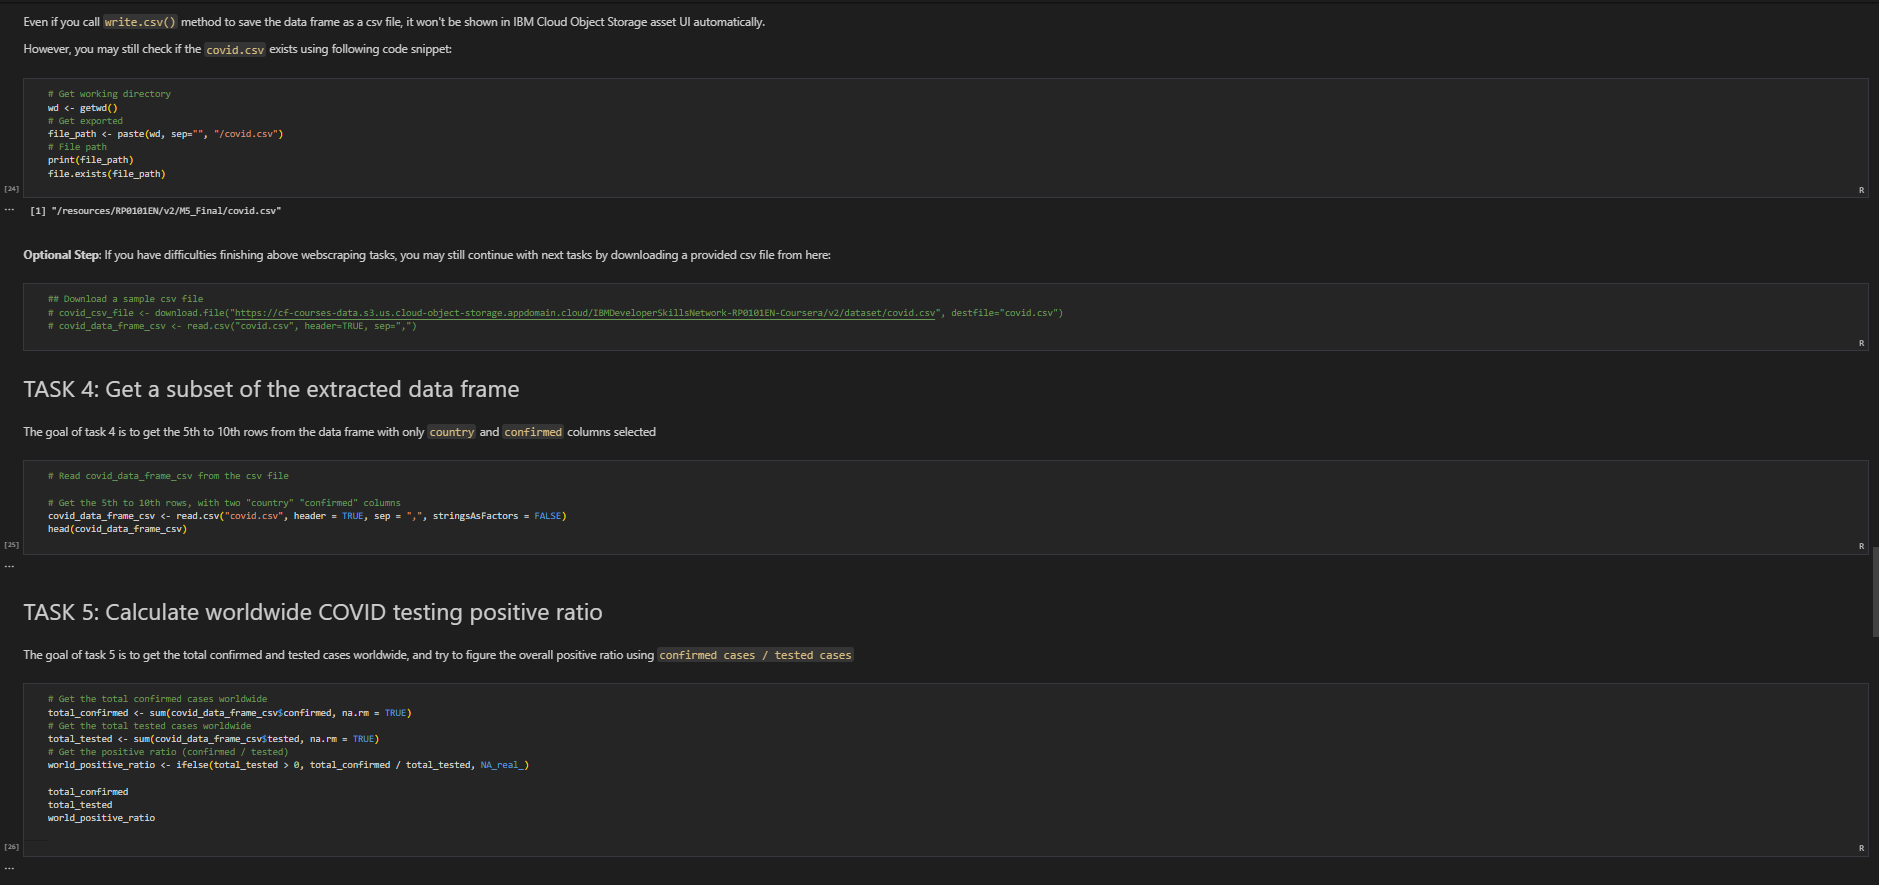 Even if you call write.csv() method to save the data frame as a csv file, it won't be shown in IBM Cloud Object Storage asset UI automatically.
However, you may still check if the covid.csv exists using following code snippet:
# Get working directory
wd <- getwd()
# Get exported
file_path <- paste(wd, sep="", "/covid.csv")
# File path
print(file_path)
file.exists(file_path)
[24]
R
... [1] "/resources/RP0101EN/v2/M5_Final/covid.csv"
Optional Step: If you have difficulties finishing above webscraping tasks, you may still continue with next tasks by downloading a provided csv file from here:
## Download a sample csv file
# covid_csv_file <- download.file("https://cf-courses-data.s3.us.cloud-object-storage.appdomain.cloud/IBMDeveloperSkillsNetwork-RP0101EN-Coursera/v2/dataset/covid.csv", destfile="covid.csv")
# covid_data_frame_csv <- read.csv("covid.csv", header=TRUE, sep=",")
R
TASK 4: Get a subset of the extracted data frame
The goal of task 4 is to get the 5th to 10th rows from the data frame with only country and confirmed columns selected
# Read covid_data_frame_csv from the csv file
# Get the 5th to 10th rows, with two "country" "confirmed" columns
covid_data_frame_csv <- read.csv("covid.csv", header = TRUE, sep = ",", stringsAsFactors = FALSE)
head(covid_data_frame_csv)
[25]
R
...
TASK 5: Calculate worldwide COVID testing positive ratio
The goal of task 5 is to get the total confirmed and tested cases worldwide, and try to figure the overall positive ratio using confirmed cases / tested cases
# Get the total confirmed cases worldwide
total_confirmed <- sum(covid_data_frame_csv$confirmed, na.rm = TRUE)
# Get the total tested cases worldwide
total_tested <- sum(covid_data_frame_csv$tested, na.rm = TRUE)
# Get the positive ratio (confirmed / tested)
world_positive_ratio <- ifelse(total_tested > 0, total_confirmed / total_tested, NA_real_)
total_confirmed
total_tested
world_positive_ratio
[26]
R
...